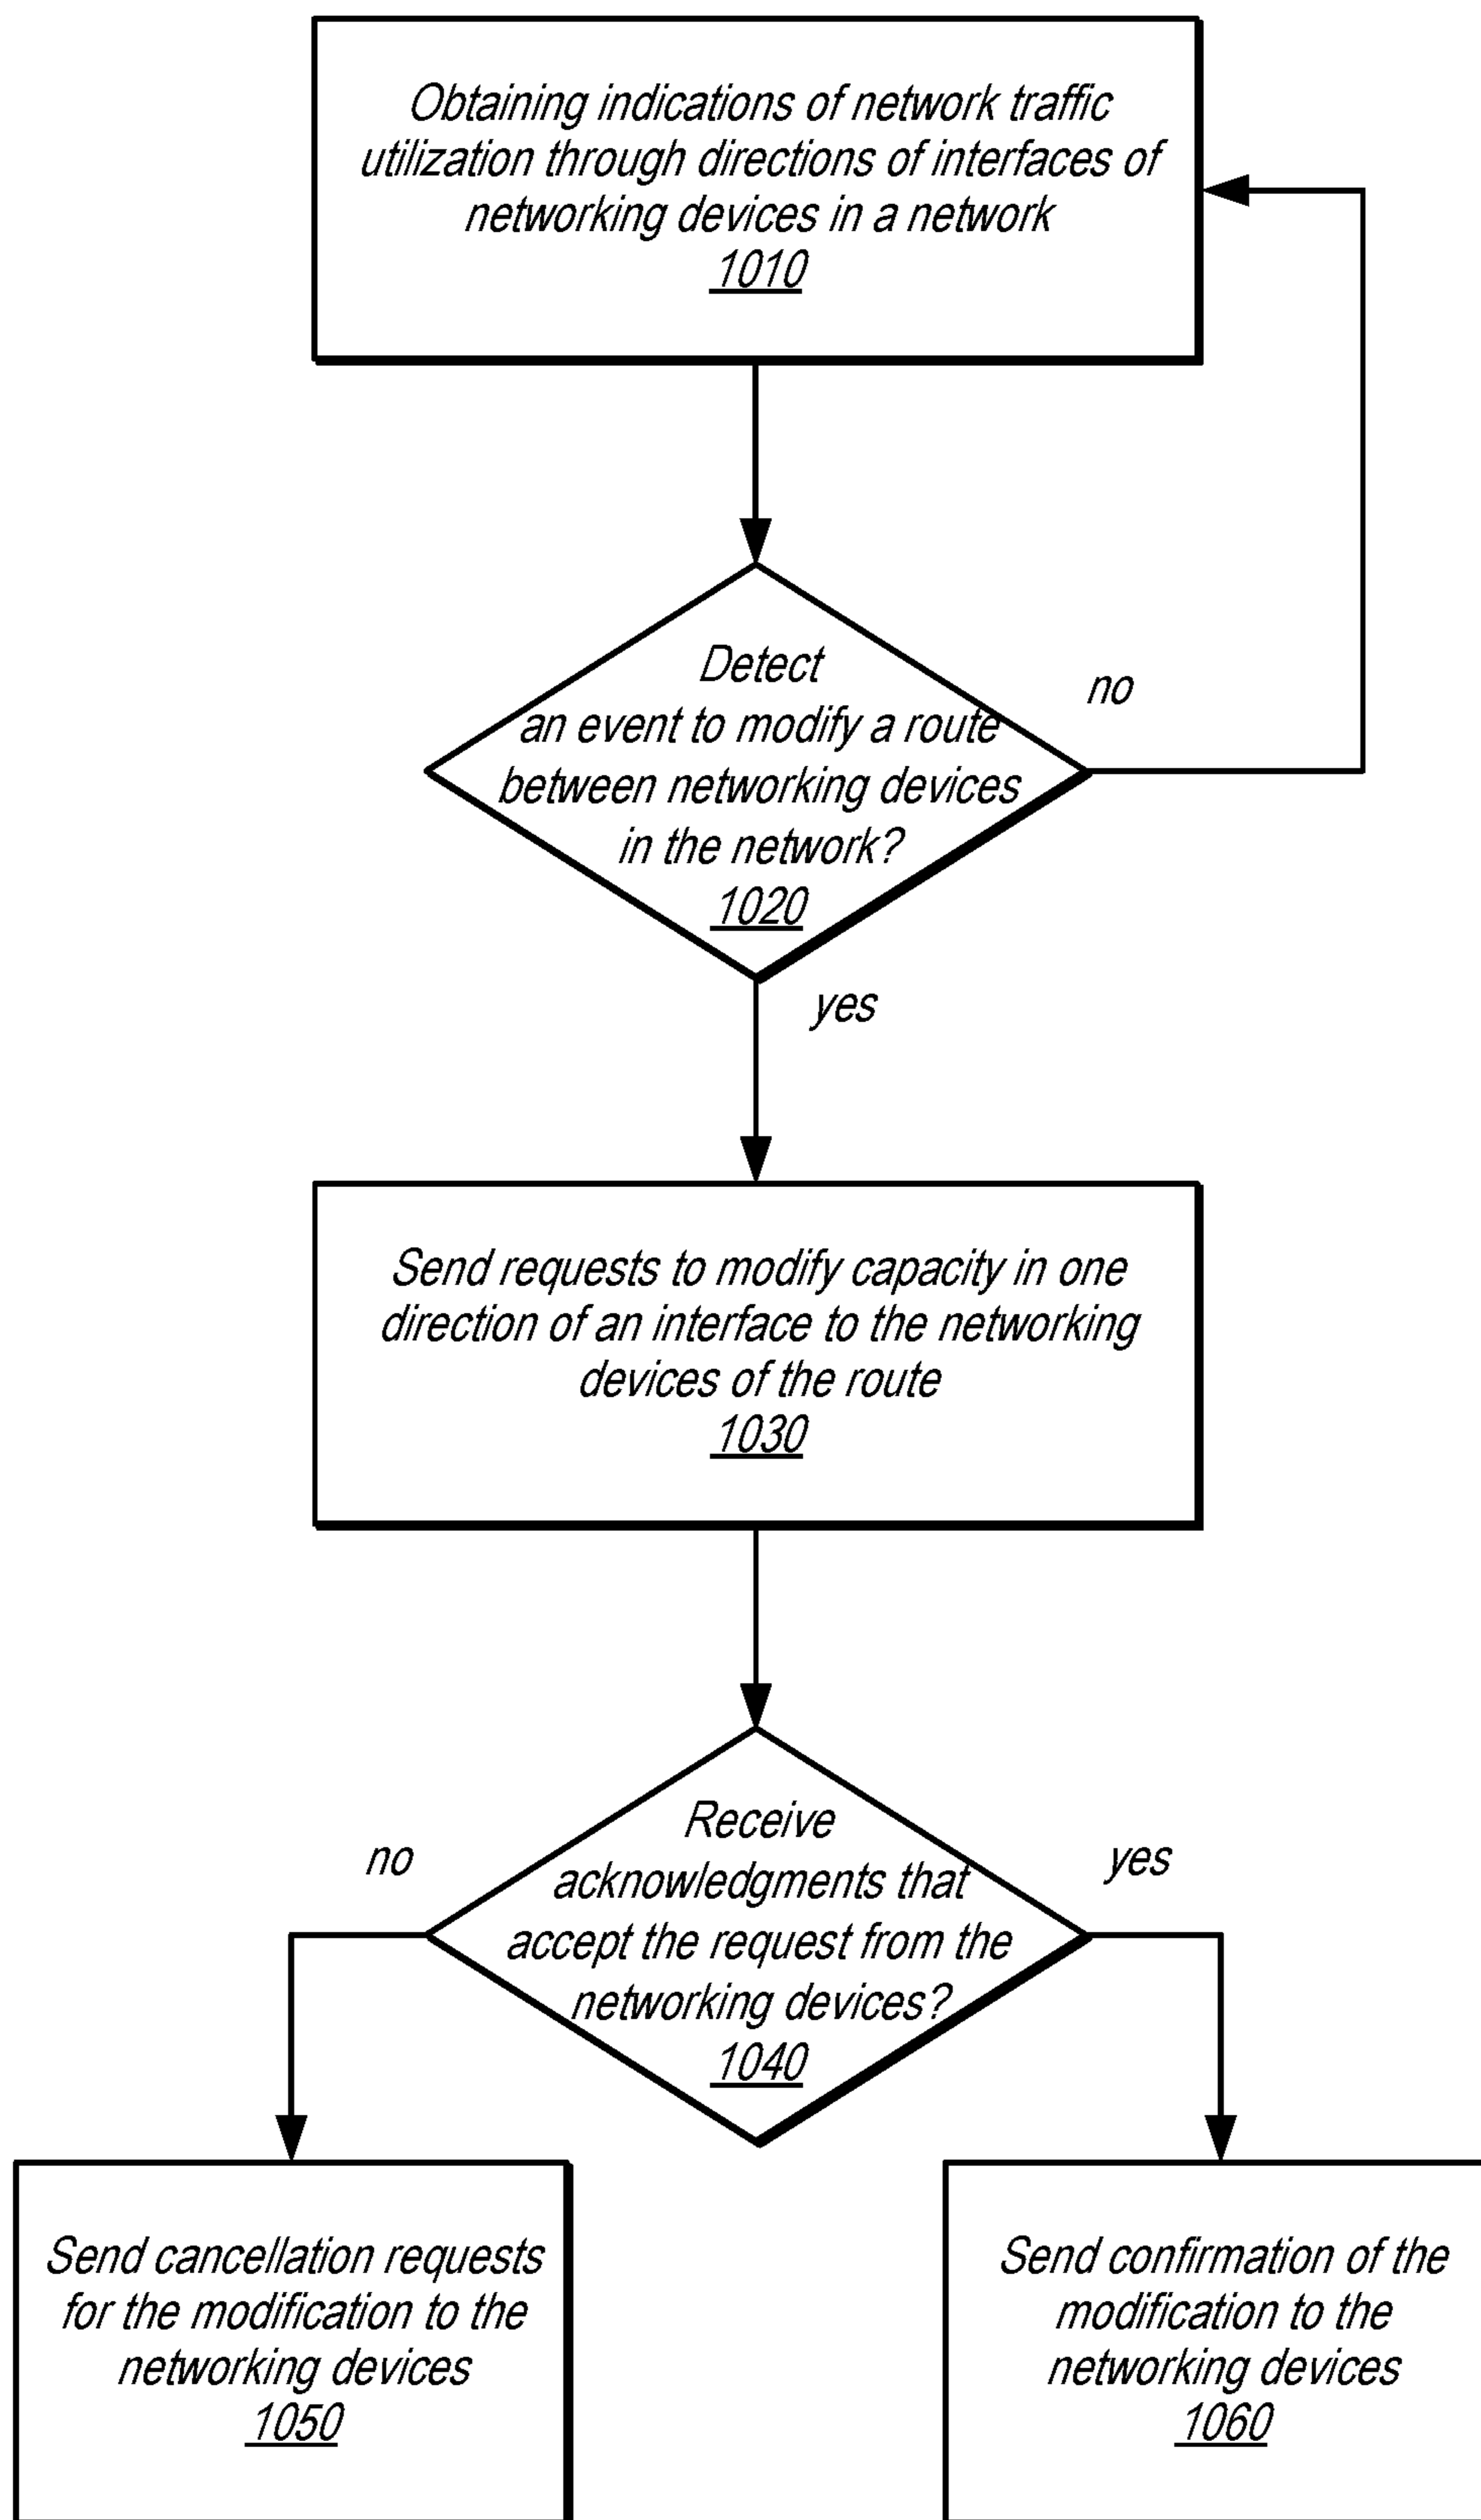 Obtaining indications of network traffic
utilization through directions of interfaces of
networking devices in a network
1010
Detect
an event to modify a route
between networking devices
in the network?
1020
no
yes
Send requests to modify capacity in one
direction of an interface to the networking
devices of the route
1030
Receive
acknowledgments that
accept the request from the
networking devices?
1040
no
yes
Send cancellation requests
for the modification to the
networking devices
1050
Send confirmation of the
modification to the
networking devices
1060